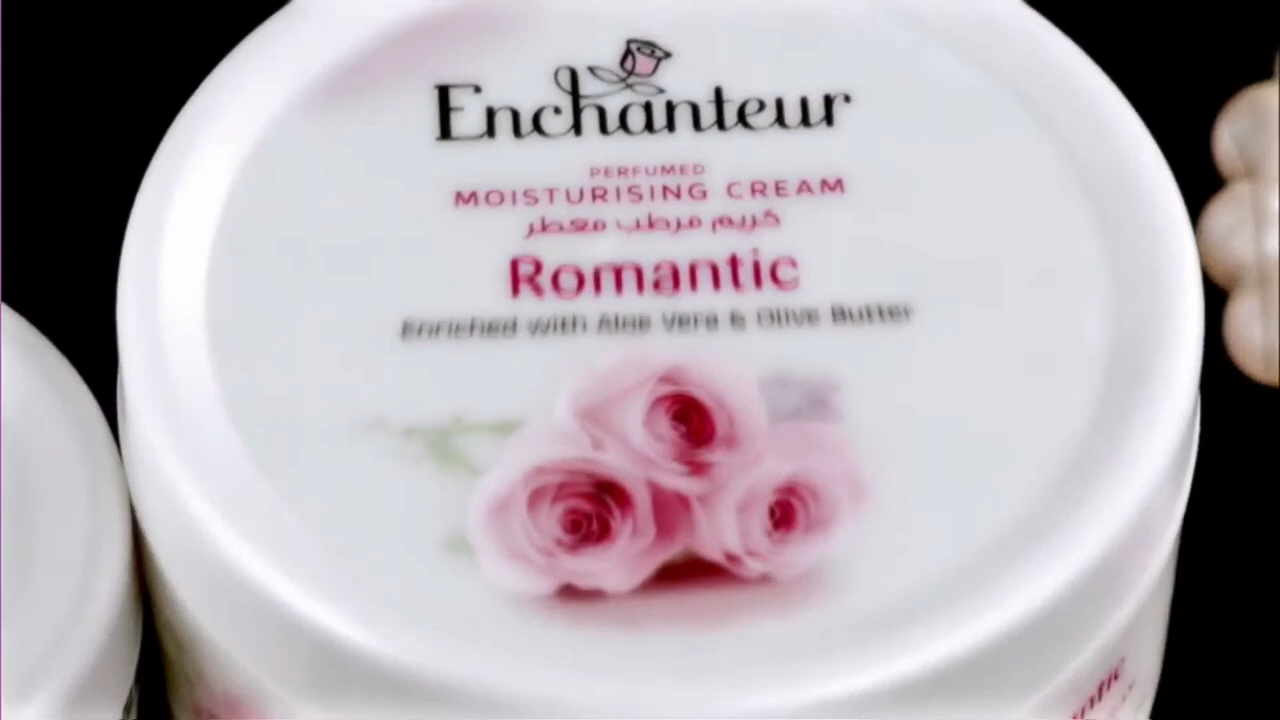 Enchanteur
PERFUMED
MOISTURISING CREAM
كريم مرطب معطر
Romantic
Enriched with Aloe Vera & Olive Butter